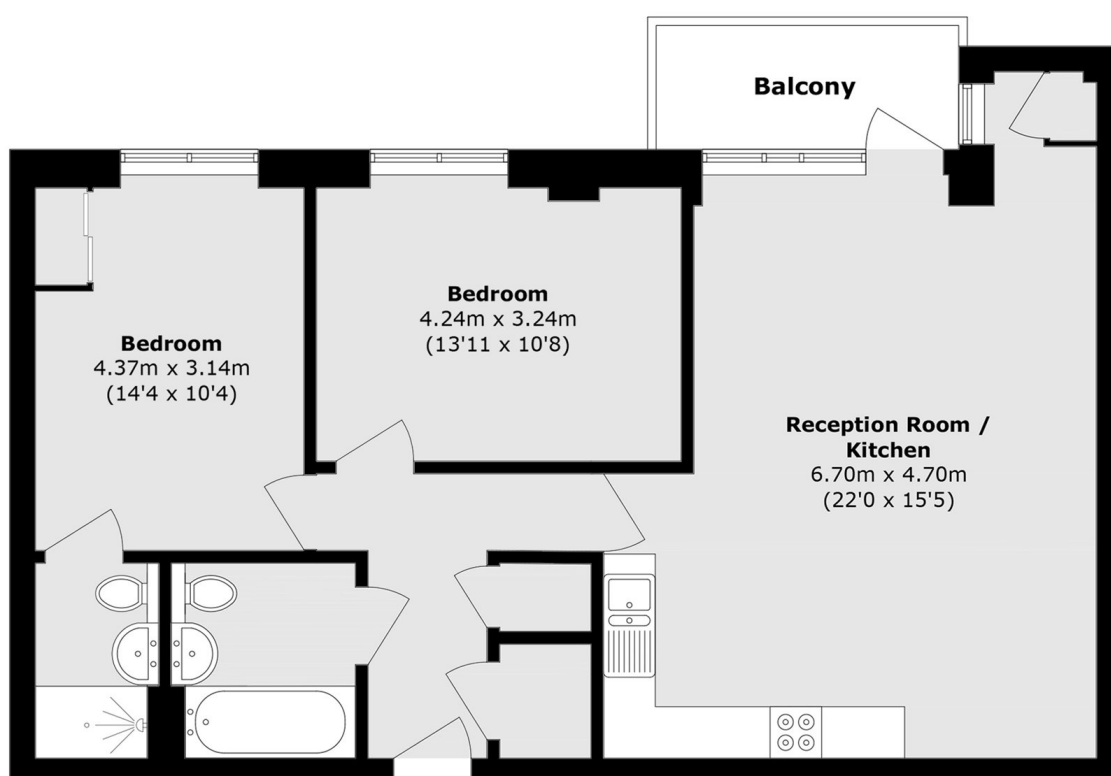 Balcony
Bedroom
4.37m x 3.14m
(14'4 x 10'4)
Bedroom
4.24m x 3.24m
(13'11 x 10'8)
Reception Room /
Kitchen
6.70m x 4.70m
(22'0 x 15'5)